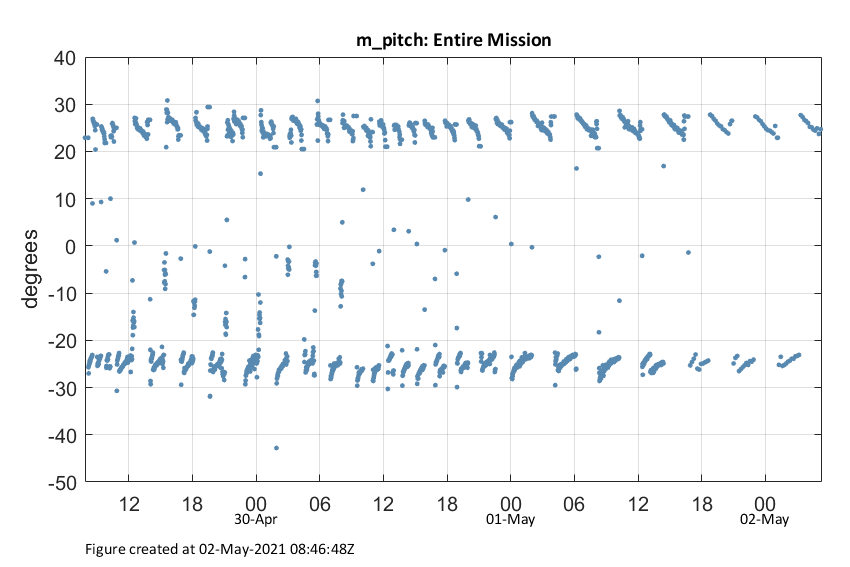 m_pitch: Entire Mission
40
30
20
10
0
-10
-20
-30
-40
-50
degrees
12 18 00 06 12 18 00 06 12 18 00
30-Apr 01-May 02-May
Figure created at 02-May-2021 08:46:48Z